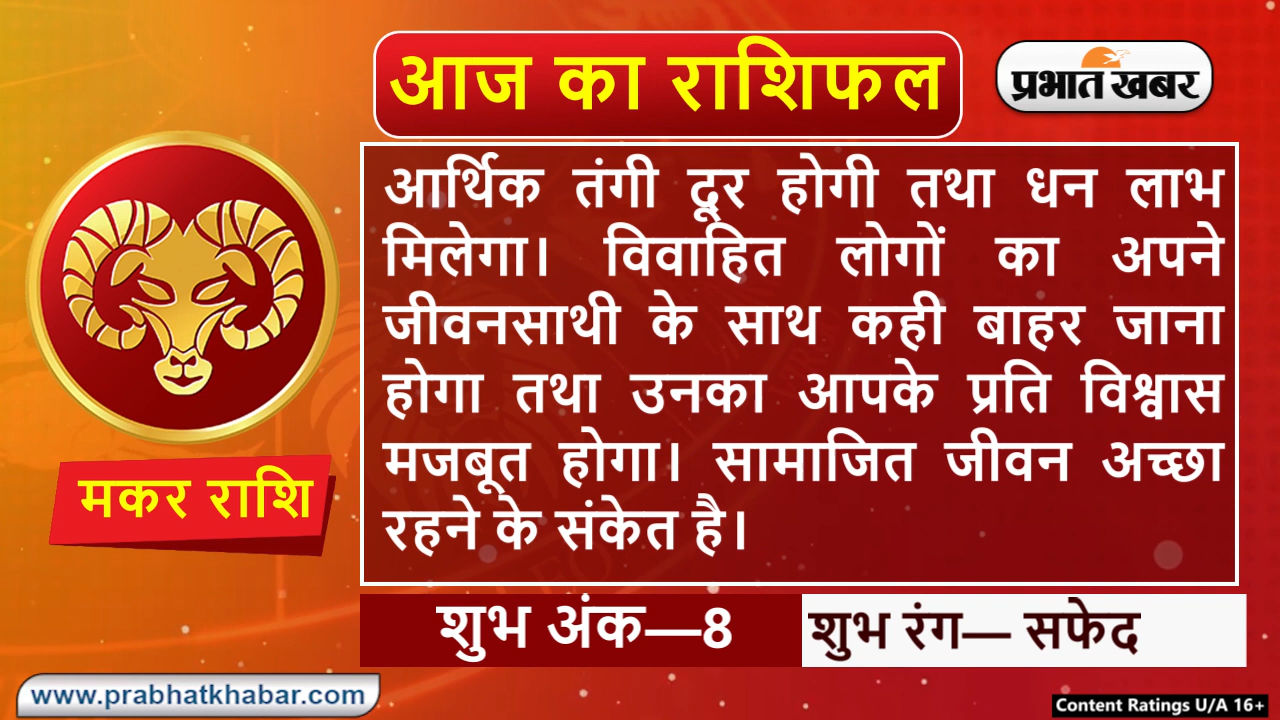 आज का राशिफल
प्रभात खबर
आर्थिक तंगी दूर होगी तथा धन लाभ
मिलेगा। विवाहित लोगों का अपने
जीवनसाथी के साथ कही बाहर जाना
होगा तथा उनका आपके प्रति विश्वास
मजबूत होगा। सामाजित जीवन अच्छा
रहने के संकेत है।
मकर राशि
शुभ अंक—8
शुभ रंग— सफेद
www.prabhatkhabar.com
Content Ratings U/A 16+